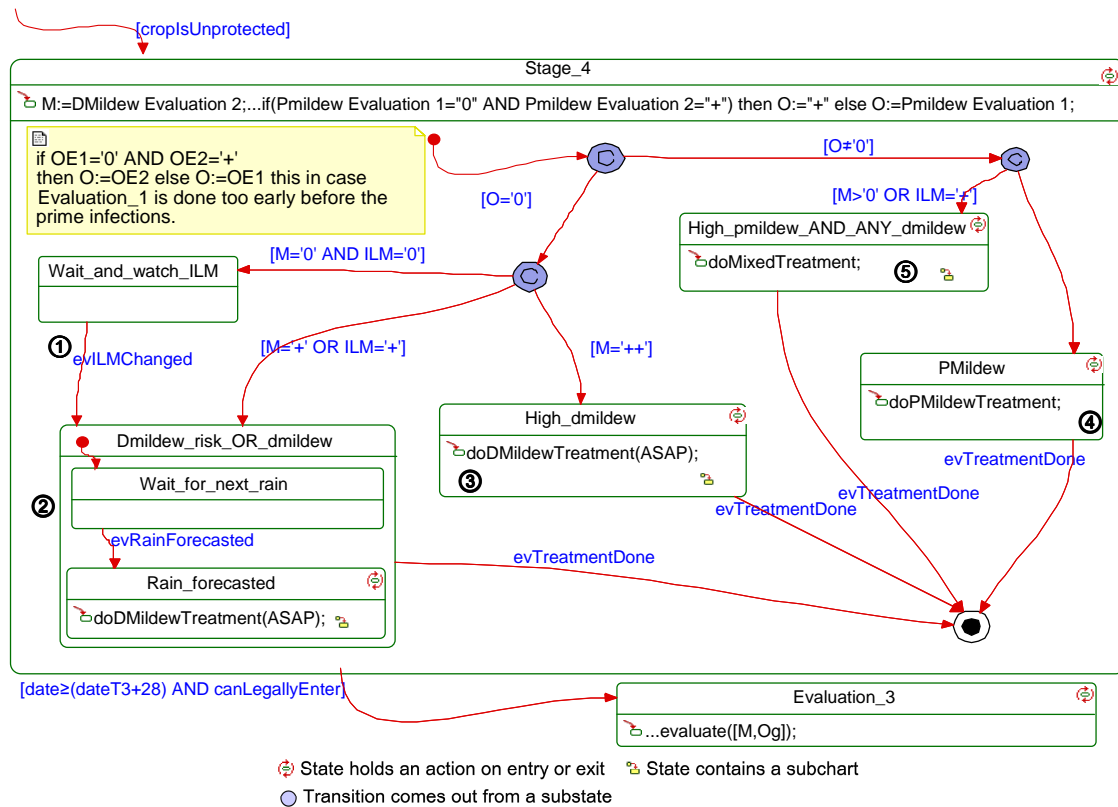 [cropIsUnprotected]
Stage_4
M:=DMildew Evaluation 2;...if(Pmildew Evaluation 1="0" AND Pmildew Evaluation 2="+") then O:="+" else O:=Pmildew Evaluation 1;
if OE1='0' AND OE2='+'
then O:=OE2 else O:=OE1 this in case
Evaluation_1 is done too early before the
prime infections.
[O≠'0']
[O='0']
[M>'0' OR ILM='+']
High_pmildew_AND_ANY_dmildew
doMixedTreatment;
⑤
[M='0' AND ILM='0']
Wait_and_watch_ILM
①
evILMChanged
[M='+' OR ILM='+']
[M='++']
PMildew
doPMildewTreatment;
④
evTreatmentDone
High_dmildew
doDMildewTreatment(ASAP);
③
evTreatmentDone
evTreatmentDone
Dmildew_risk_OR_dmildew
Wait_for_next_rain
②
evRainForecasted
evTreatmentDone
Rain_forecasted
doDMildewTreatment(ASAP);
[date≥(dateT3+28) AND canLegallyEnter]
Evaluation_3
...evaluate([M,Og]);
State holds an action on entry or exit
State contains a subchart
Transition comes out from a substate